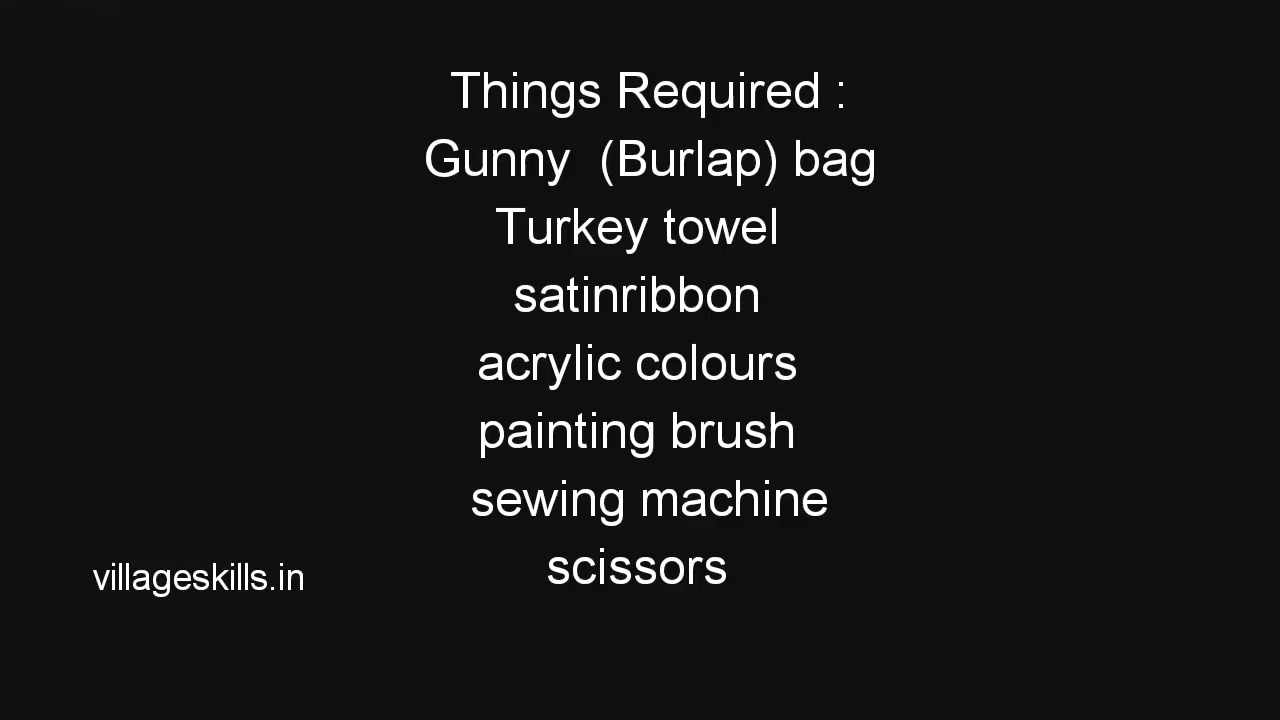 Things Required :
Gunny  (Burlap) bag
Turkey towel
satinribbon
acrylic colours
painting brush
sewing machine
scissors
villageskills.in